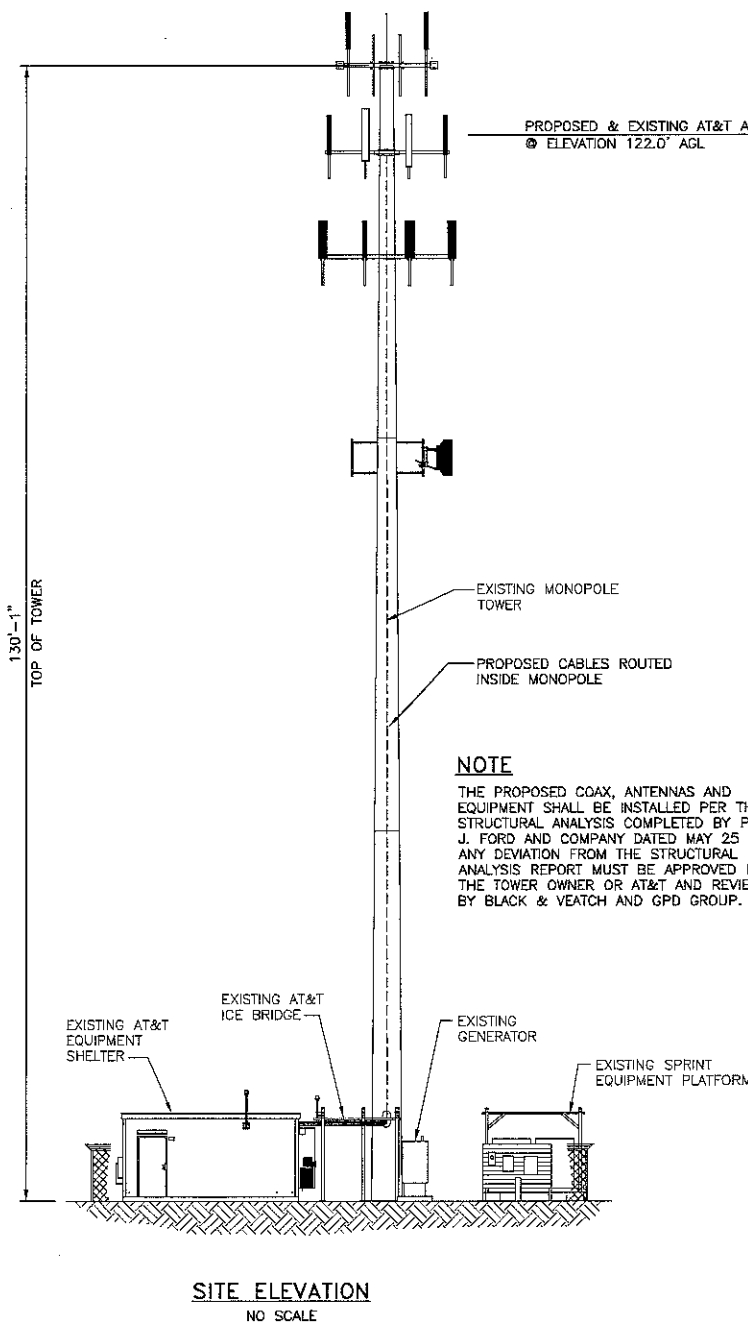 PROPOSED & EXISTING AT&T A
@ ELEVATION 122.0' AGL
130'-1"
TOP OF TOWER
EXISTING MONOPOLE
TOWER
PROPOSED CABLES ROUTED
INSIDE MONOPOLE
NOTE
THE PROPOSED COAX, ANTENNAS AND
EQUIPMENT SHALL BE INSTALLED PER TH
STRUCTURAL ANALYSIS COMPLETED BY P
J. FORD AND COMPANY DATED MAY 25
ANY DEVIATION FROM THE STRUCTURAL
ANALYSIS REPORT MUST BE APPROVED
THE TOWER OWNER OR AT&T AND REVIE
BY BLACK & VEATCH AND GPD GROUP.
EXISTING AT&T
EQUIPMENT
SHELTER
EXISTING AT&T
ICE BRIDGE
EXISTING
GENERATOR
EXISTING SPRINT
EQUIPMENT PLATFORM
SITE ELEVATION
NO SCALE